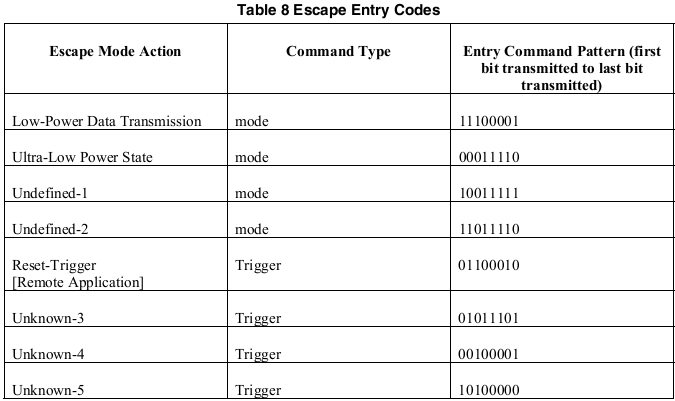 Table 8 Escape Entry Codes
Escape Mode Action Command Type Entry Command Pattern (first
bit transmitted to last bit
transmitted)
Low-Power Data Transmission mode 11100001
Ultra-Low Power State mode 00011110
Undefined-1 mode 10011111
Undefined-2 mode 11011110
Reset-Trigger Trigger 01100010
[Remote Application]
Unknown-3 Trigger 01011101
Unknown-4 Trigger 00100001
Unknown-5 Trigger 10100000